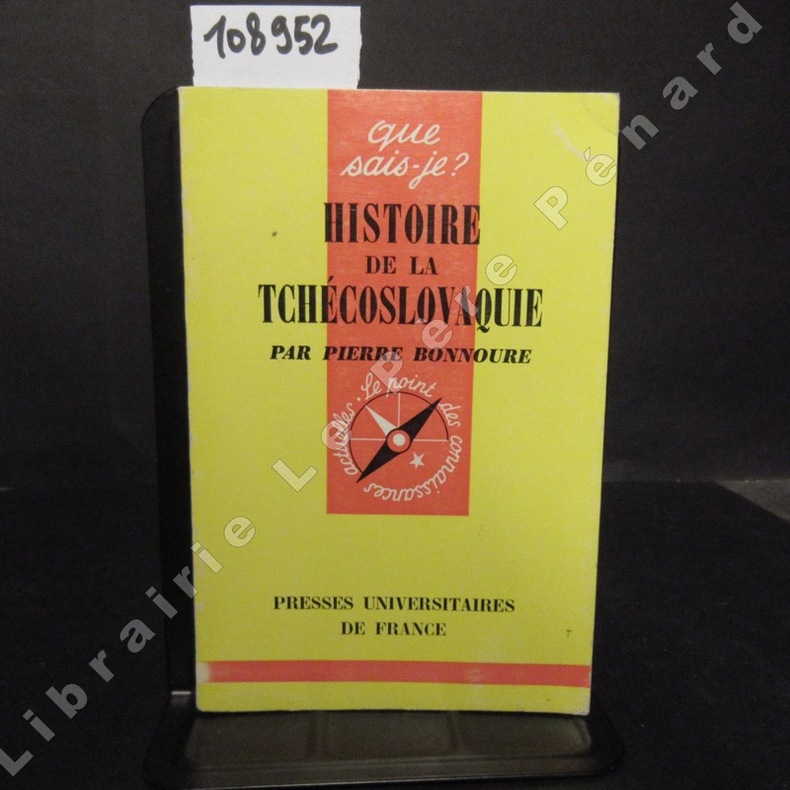 108952
que
sais-je?
HISTOIRE
DE LA
TCHÉCOSLOVAQUIE
PAR PIERRE BONNOURE
Le point des connaissances actuelles.
PRESSES UNIVERSITAIRES
DE FRANCE
Librairie Le Père Pénard